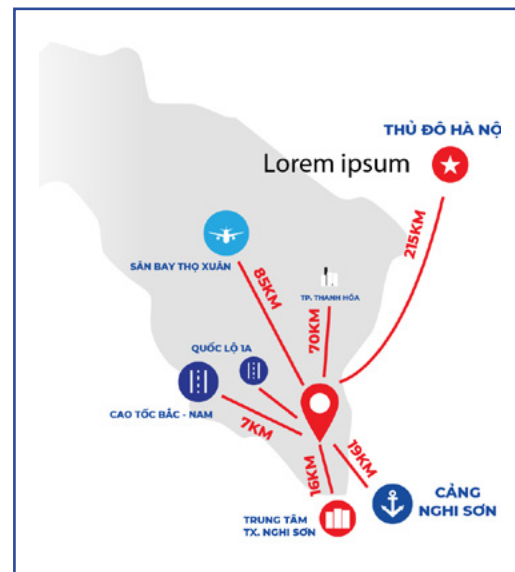 THỦ ĐÔ HÀ NỘ
Lorem ipsum
215KM
SÂN BAY THỌ XUÂN
85KM
TP. THANH HÓA
70KM
QUỐC LỘ 1A
CAO TỐC BẮC - NAM
7KM
19KM
16KM
CẢNG
NGHI SƠN
TRUNG TÂM
TX. NGHI SƠN